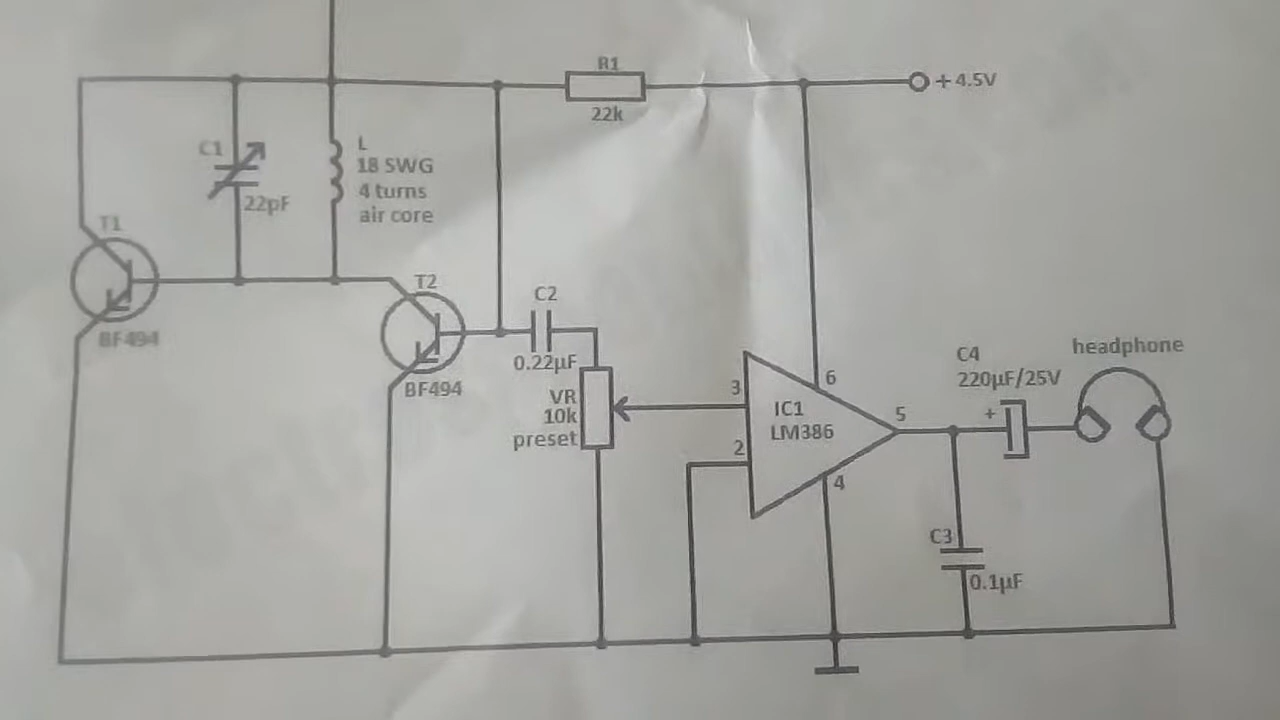 R1
22k
+ 4.5V
C1
22pF
L
18 SWG
4 turns
air core
T1
BF494
T2
BF494
C2
0.22µF
VR
10k
preset
3
2
6
IC1
LM386
5
4
C4
220µF/25V
+
headphone
C3
0.1µF